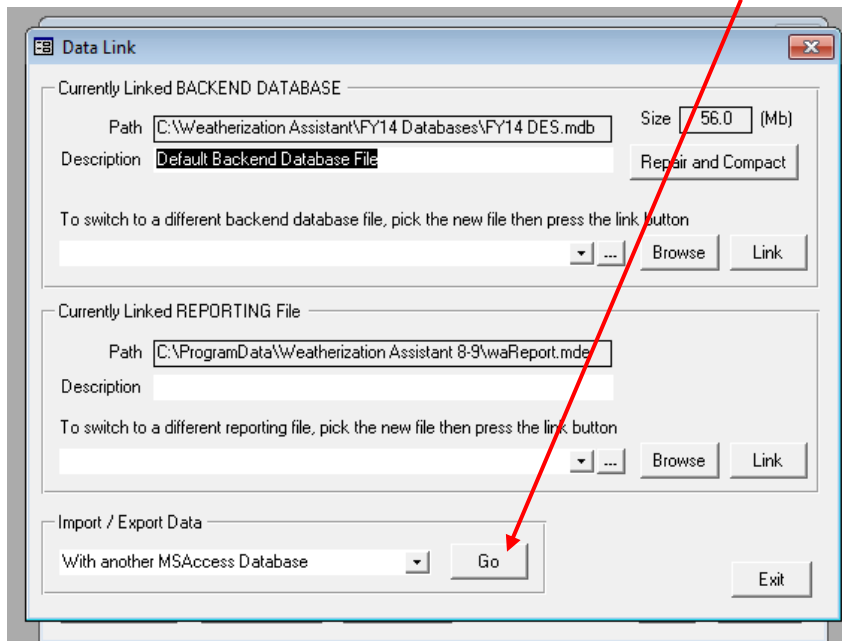 Data Link
Currently Linked BACKEND DATABASE
Path C:\Weatherization Assistant\FY14 Databases\FY14 DES.mdb Size 56.0 (Mb)
Description Default Backend Database File Repair and Compact
To switch to a different backend database file, pick the new file then press the link button
... Browse Link
Currently Linked REPORTING File
Path C:\ProgramData\Weatherization Assistant 8-9\waReport.mde
Description
To switch to a different reporting file, pick the new file then press the link button
... Browse Link
Import / Export Data
With another MSAccess Database Go
Exit